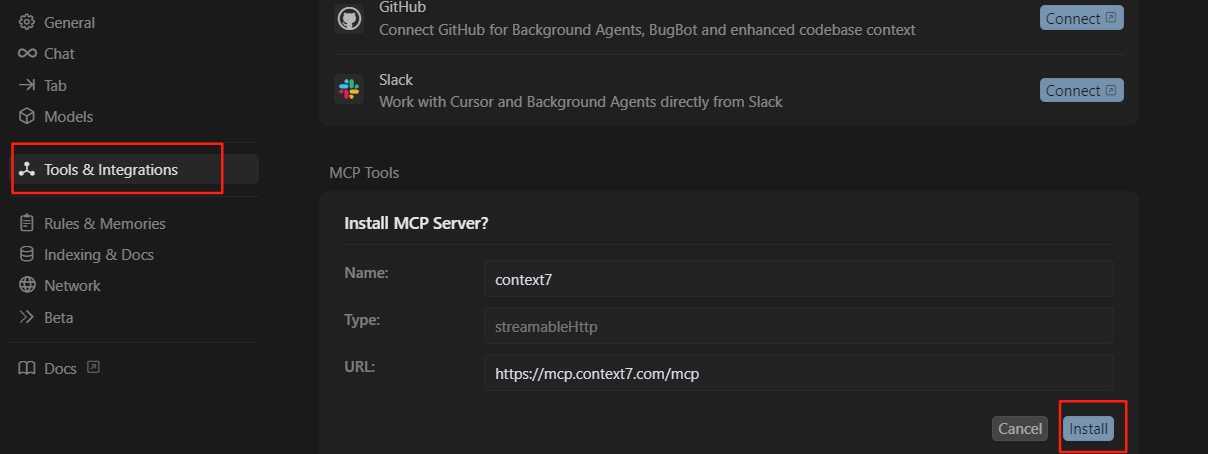 General
Chat
Tab
Models
Tools & Integrations
Rules & Memories
Indexing & Docs
Network
Beta
Docs
GitHub
Connect GitHub for Background Agents, BugBot and enhanced codebase context
Connect
Slack
Work with Cursor and Background Agents directly from Slack
Connect
MCP Tools
Install MCP Server?
Name: context7
Type: streamableHttp
URL: https://mcp.context7.com/mcp
Cancel Install